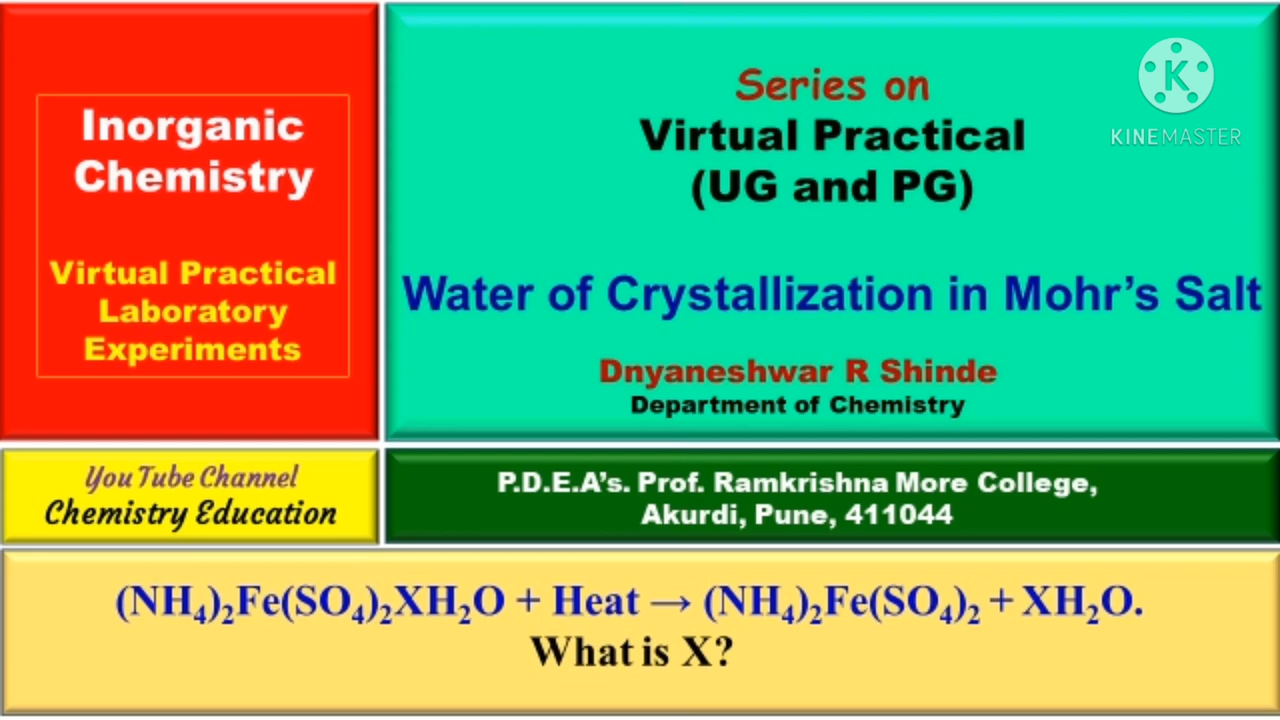 Inorganic
Chemistry
Virtual Practical
Laboratory
Experiments
Series on
Virtual Practical
(UG and PG)
Water of Crystallization in Mohr’s Salt
Dnyaneshwar R Shinde
Department of Chemistry
K
KINEMASTER
You Tube Channel
Chemistry Education
P.D.E.A’s. Prof. Ramkrishna More College,
Akurdi, Pune, 411044
(NH₄)₂Fe(SO₄)₂XH₂O + Heat → (NH₄)₂Fe(SO₄)₂ + XH₂O.
What is X?